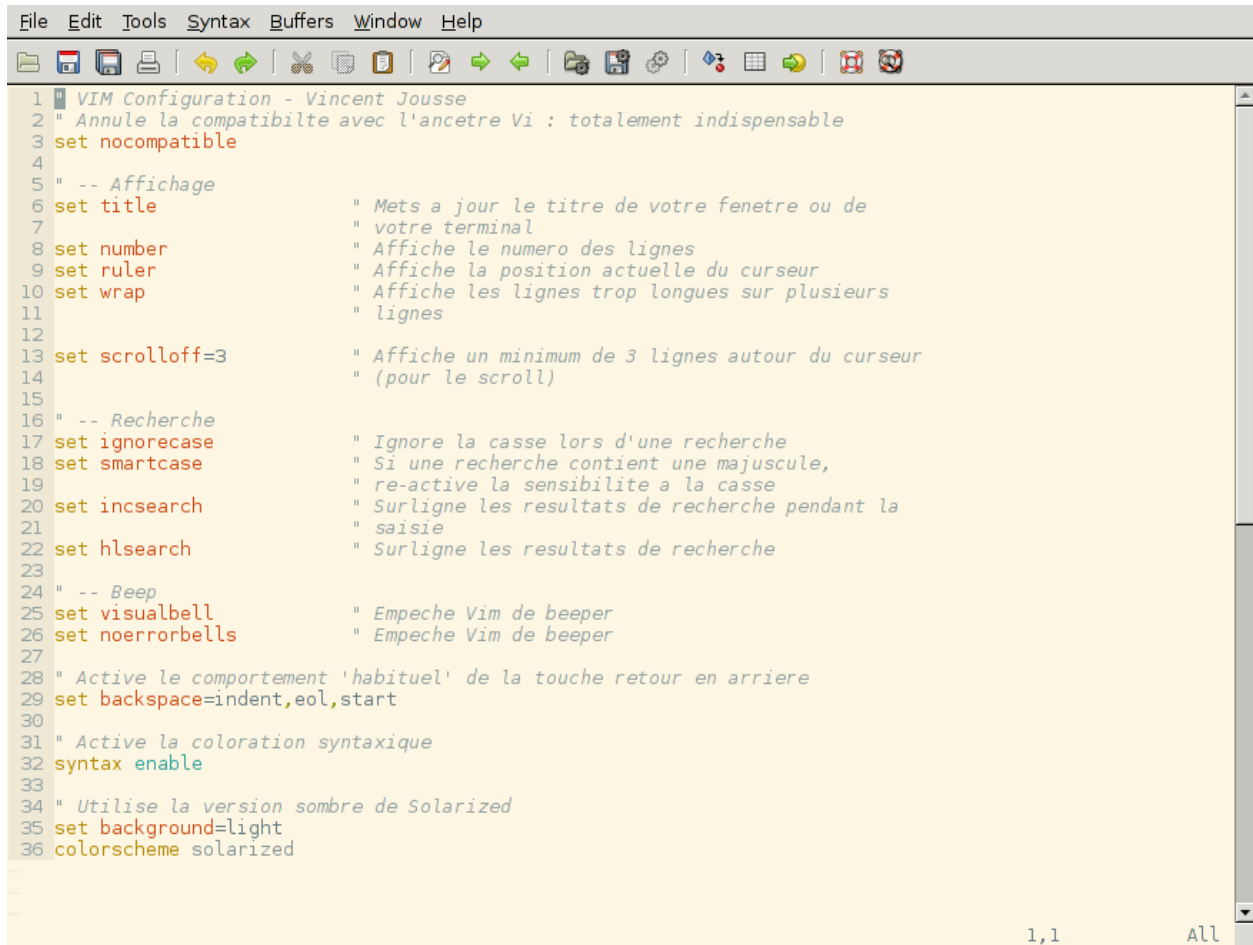 File Edit Tools Syntax Buffers Window Help
1 " VIM Configuration - Vincent Jousse
2 " Annule la compatibilte avec l'ancetre Vi : totalement indispensable
3 set nocompatible
4
5 " -- Affichage
6 set title " Mets a jour le titre de votre fenetre ou de
7 " votre terminal
8 set number " Affiche le numero des lignes
9 set ruler " Affiche la position actuelle du curseur
10 set wrap " Affiche les lignes trop longues sur plusieurs
11 " lignes
12
13 set scrolloff=3 " Affiche un minimum de 3 lignes autour du curseur
14 " (pour le scroll)
15
16 " -- Recherche
17 set ignorecase " Ignore la casse lors d'une recherche
18 set smartcase " Si une recherche contient une majuscule,
19 " re-active la sensibilite a la casse
20 set incsearch " Surligne les resultats de recherche pendant la
21 " saisie
22 set hlsearch " Surligne les resultats de recherche
23
24 " -- Beep
25 set visualbell " Empeche Vim de beeper
26 set noerrorbells " Empeche Vim de beeper
27
28 " Active le comportement 'habituel' de la touche retour en arriere
29 set backspace=indent,eol,start
30
31 " Active la coloration syntaxique
32 syntax enable
33
34 " Utilise la version sombre de Solarized
35 set background=light
36 colorscheme solarized
~
~
~
1,1 All